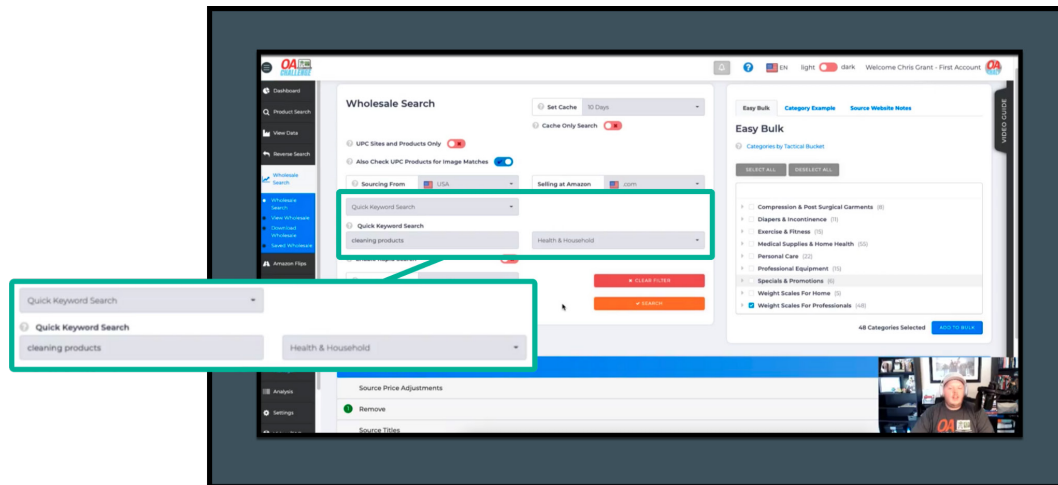 OA
CHALLENGE
EN light dark Welcome Chris Grant - First Account
Dashboard
Product Search
View Data
Reverse Search
Wholesale
Search
Wholesale
Search
View Wholesale
Download
Wholesale
Saved Wholesale
Amazon Flips
Analysis
Settings
Wholesale Search
Set Cache 10 Days
Cache Only Search
UPC Sites and Products Only
Also Check UPC Products for Image Matches
Sourcing From USA
Selling at Amazon .com
Quick Keyword Search
Quick Keyword Search
cleaning products
Health & Household
CLEAR FILTER
SEARCH
Source Price Adjustments
Remove
Source Titles
Easy Bulk Category Example Source Website Notes
Easy Bulk
Categories by Tactical Bucket
SELECT ALL DESELECT ALL
Compression & Post Surgical Garments (8)
Diapers & Incontinence (11)
Exercise & Fitness (15)
Medical Supplies & Home Health (55)
Personal Care (22)
Professional Equipment (15)
Specials & Promotions (6)
Weight Scales For Home (5)
Weight Scales For Professionals (48)
48 Categories Selected ADD TO BULK
VIDEO GUIDE
Quick Keyword Search
Quick Keyword Search
cleaning products
Health & Household
OA